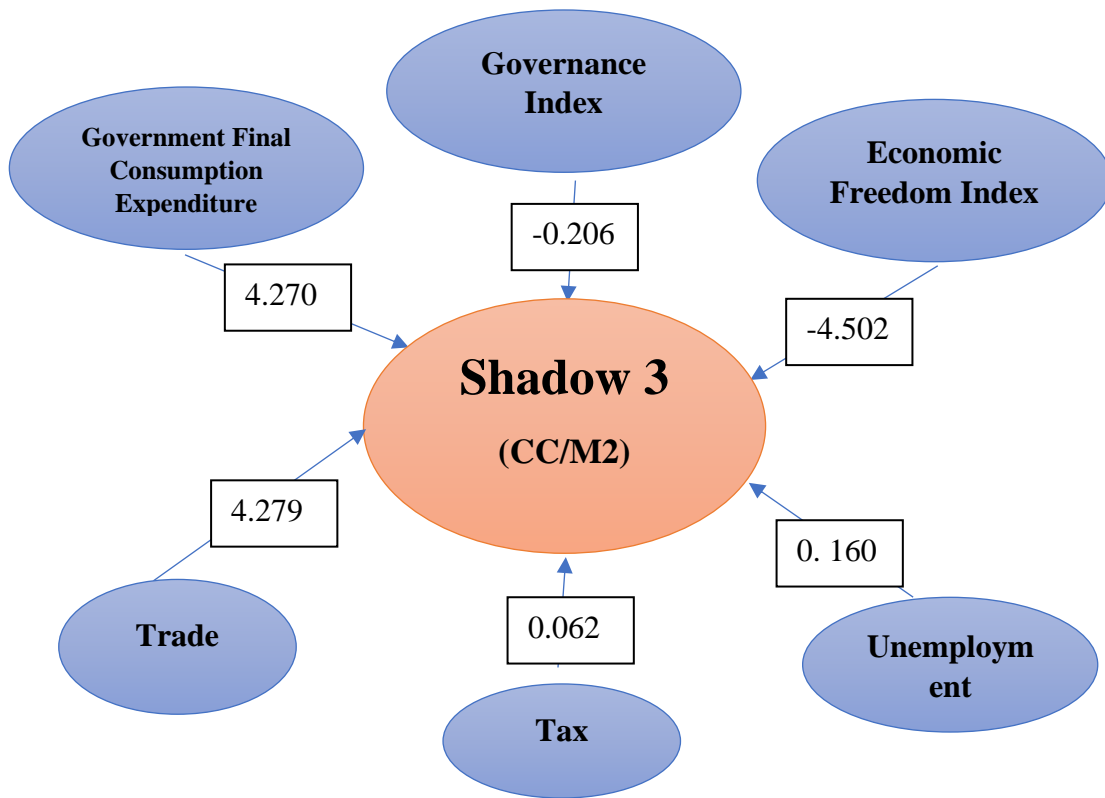 Governance
Index
Government Final
Consumption
Expenditure
Economic
Freedom Index
-0.206
4.270
-4.502
Shadow 3
(CC/M2)
4.279
0. 160
0.062
Trade
Unemploym
ent
Tax